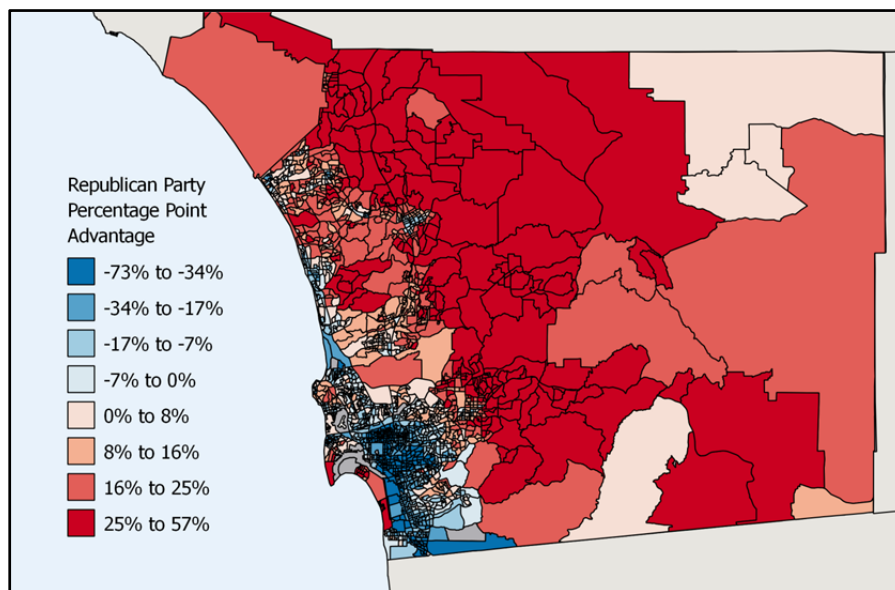 Republican Party
Percentage Point
Advantage
-73% to -34%
-34% to -17%
-17% to -7%
-7% to 0%
0% to 8%
8% to 16%
16% to 25%
25% to 57%